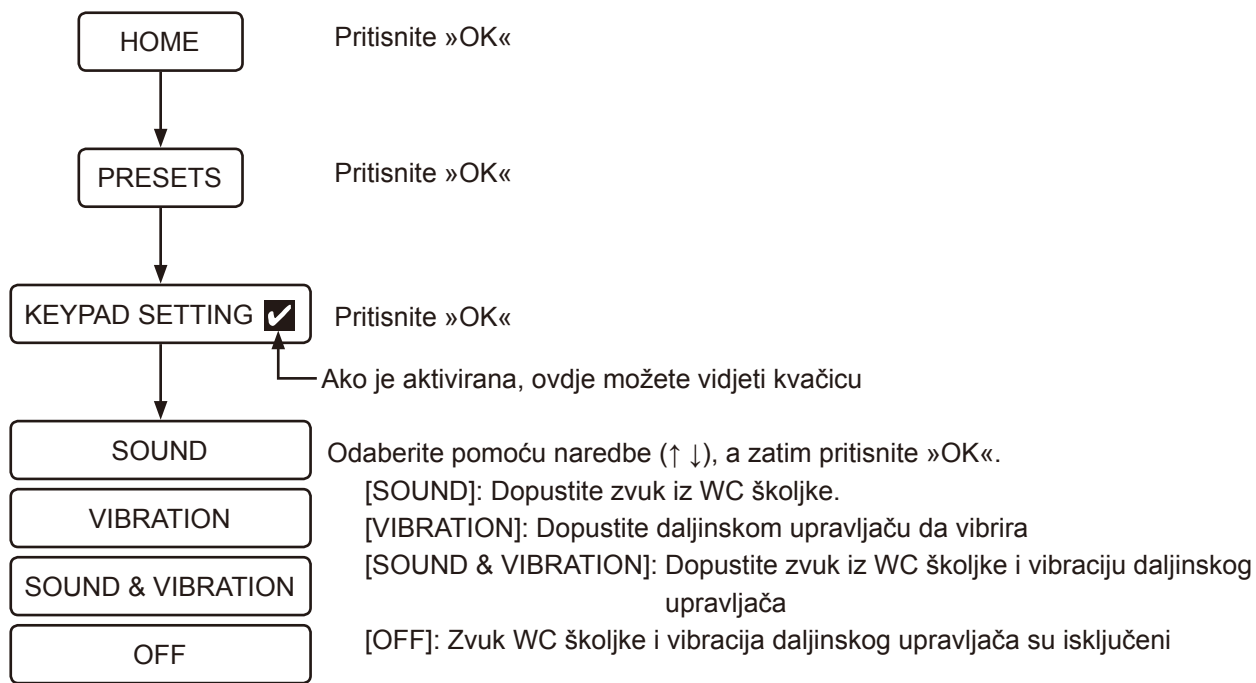 HOME Pritisnite »OK«
PRESETS Pritisnite »OK«
KEYPAD SETTING ✔ Pritisnite »OK«
Ako je aktivirana, ovdje možete vidjeti kvačicu
SOUND Odaberite pomoću naredbe (↑ ↓), a zatim pritisnite »OK«.
[SOUND]: Dopustite zvuk iz WC školjke.
VIBRATION
[VIBRATION]: Dopustite daljinskom upravljaču da vibrira
[SOUND & VIBRATION]: Dopustite zvuk iz WC školjke i vibraciju daljinskog
SOUND & VIBRATION
upravljača
[OFF]: Zvuk WC školjke i vibracija daljinskog upravljača su isključeni
OFF